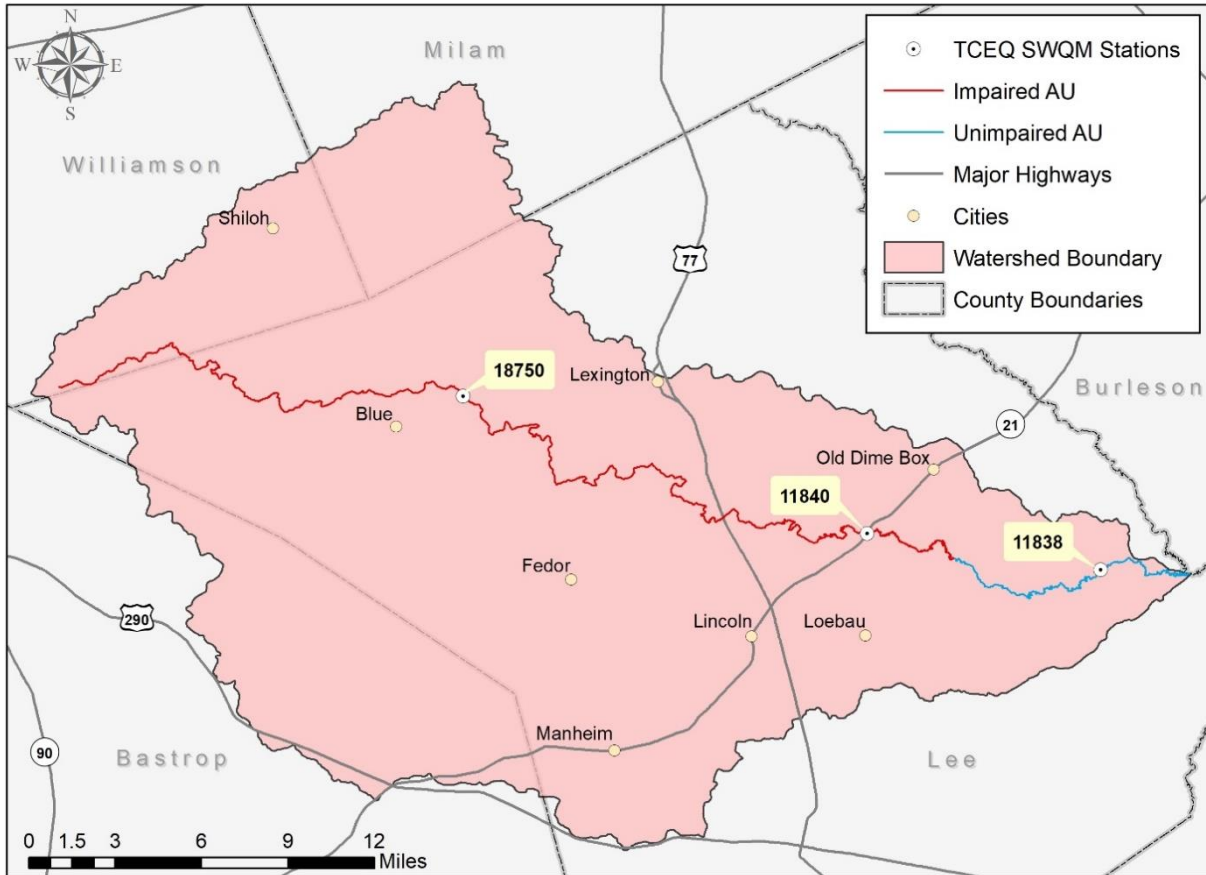 N
W
E
S
Milam
Williamson
Shiloh
77
18750
Lexington
Blue
Burleson
21
Old Dime Box
11840
11838
Fedor
Lincoln
Loebau
290
Manheim
90
Bastrop
Lee
0 1.5 3 6 9 12
Miles
TCEQ SWQM Stations
Impaired AU
Unimpaired AU
Major Highways
Cities
Watershed Boundary
County Boundaries